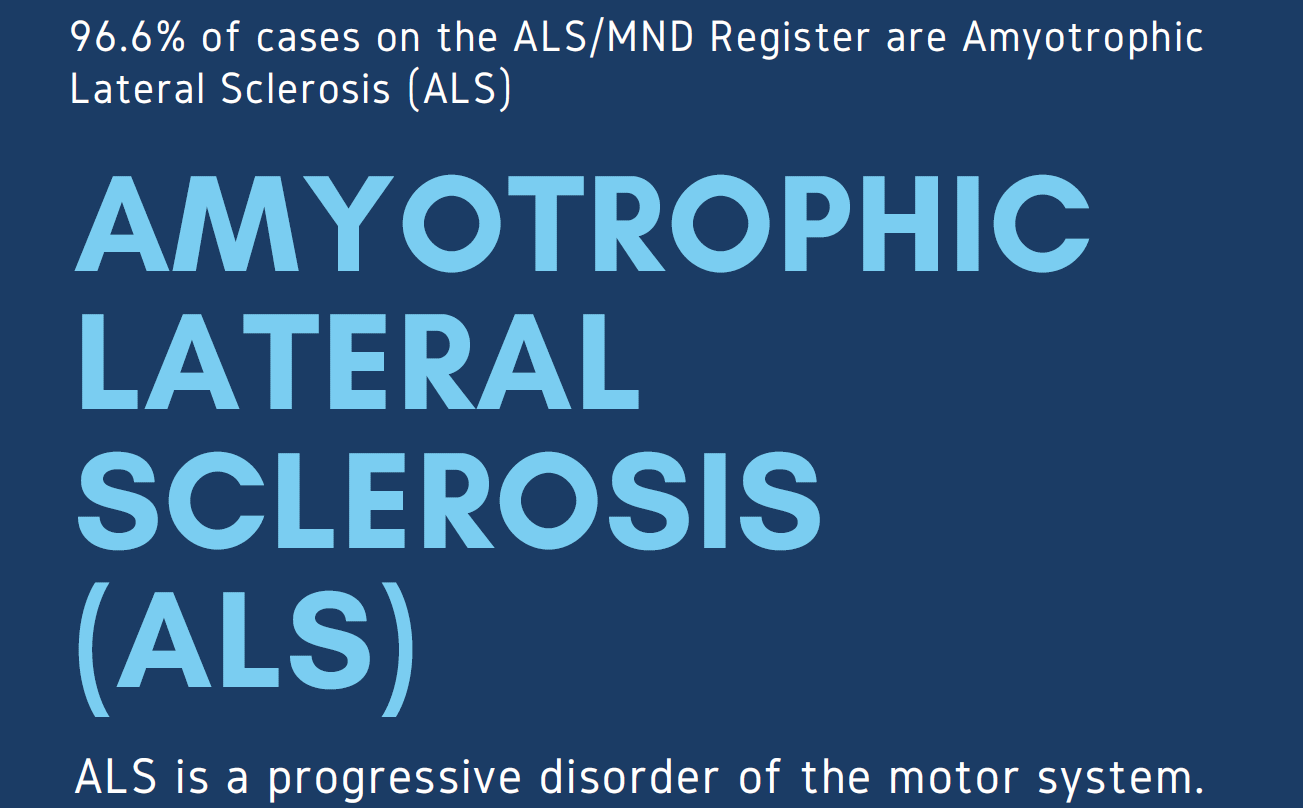 96.6% of cases on the ALS/MND Register are Amyotrophic
Lateral Sclerosis (ALS)
AMYOTROPHIC
LATERAL
SCLEROSIS
(ALS)
ALS is a progressive disorder of the motor system.